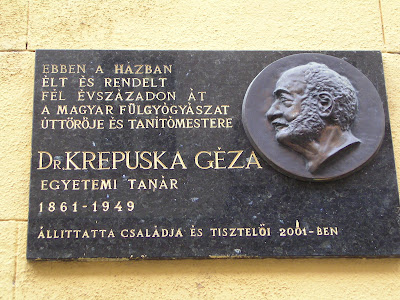 EBBEN A HÁZBAN
ÉLT ÉS RENDELT
FÉL ÉVSZÁZADON ÁT
A MAGYAR FÜLGYÓGYÁSZAT
ÚTTÖRŐJE ÉS TANÍTÓMESTERE
DR. KREPUSKA GÉZA
EGYETEMI TANÁR
1861-1949
ÁLLITTATTA CSALÁDJA ÉS TISZTELŐI 2001-BEN